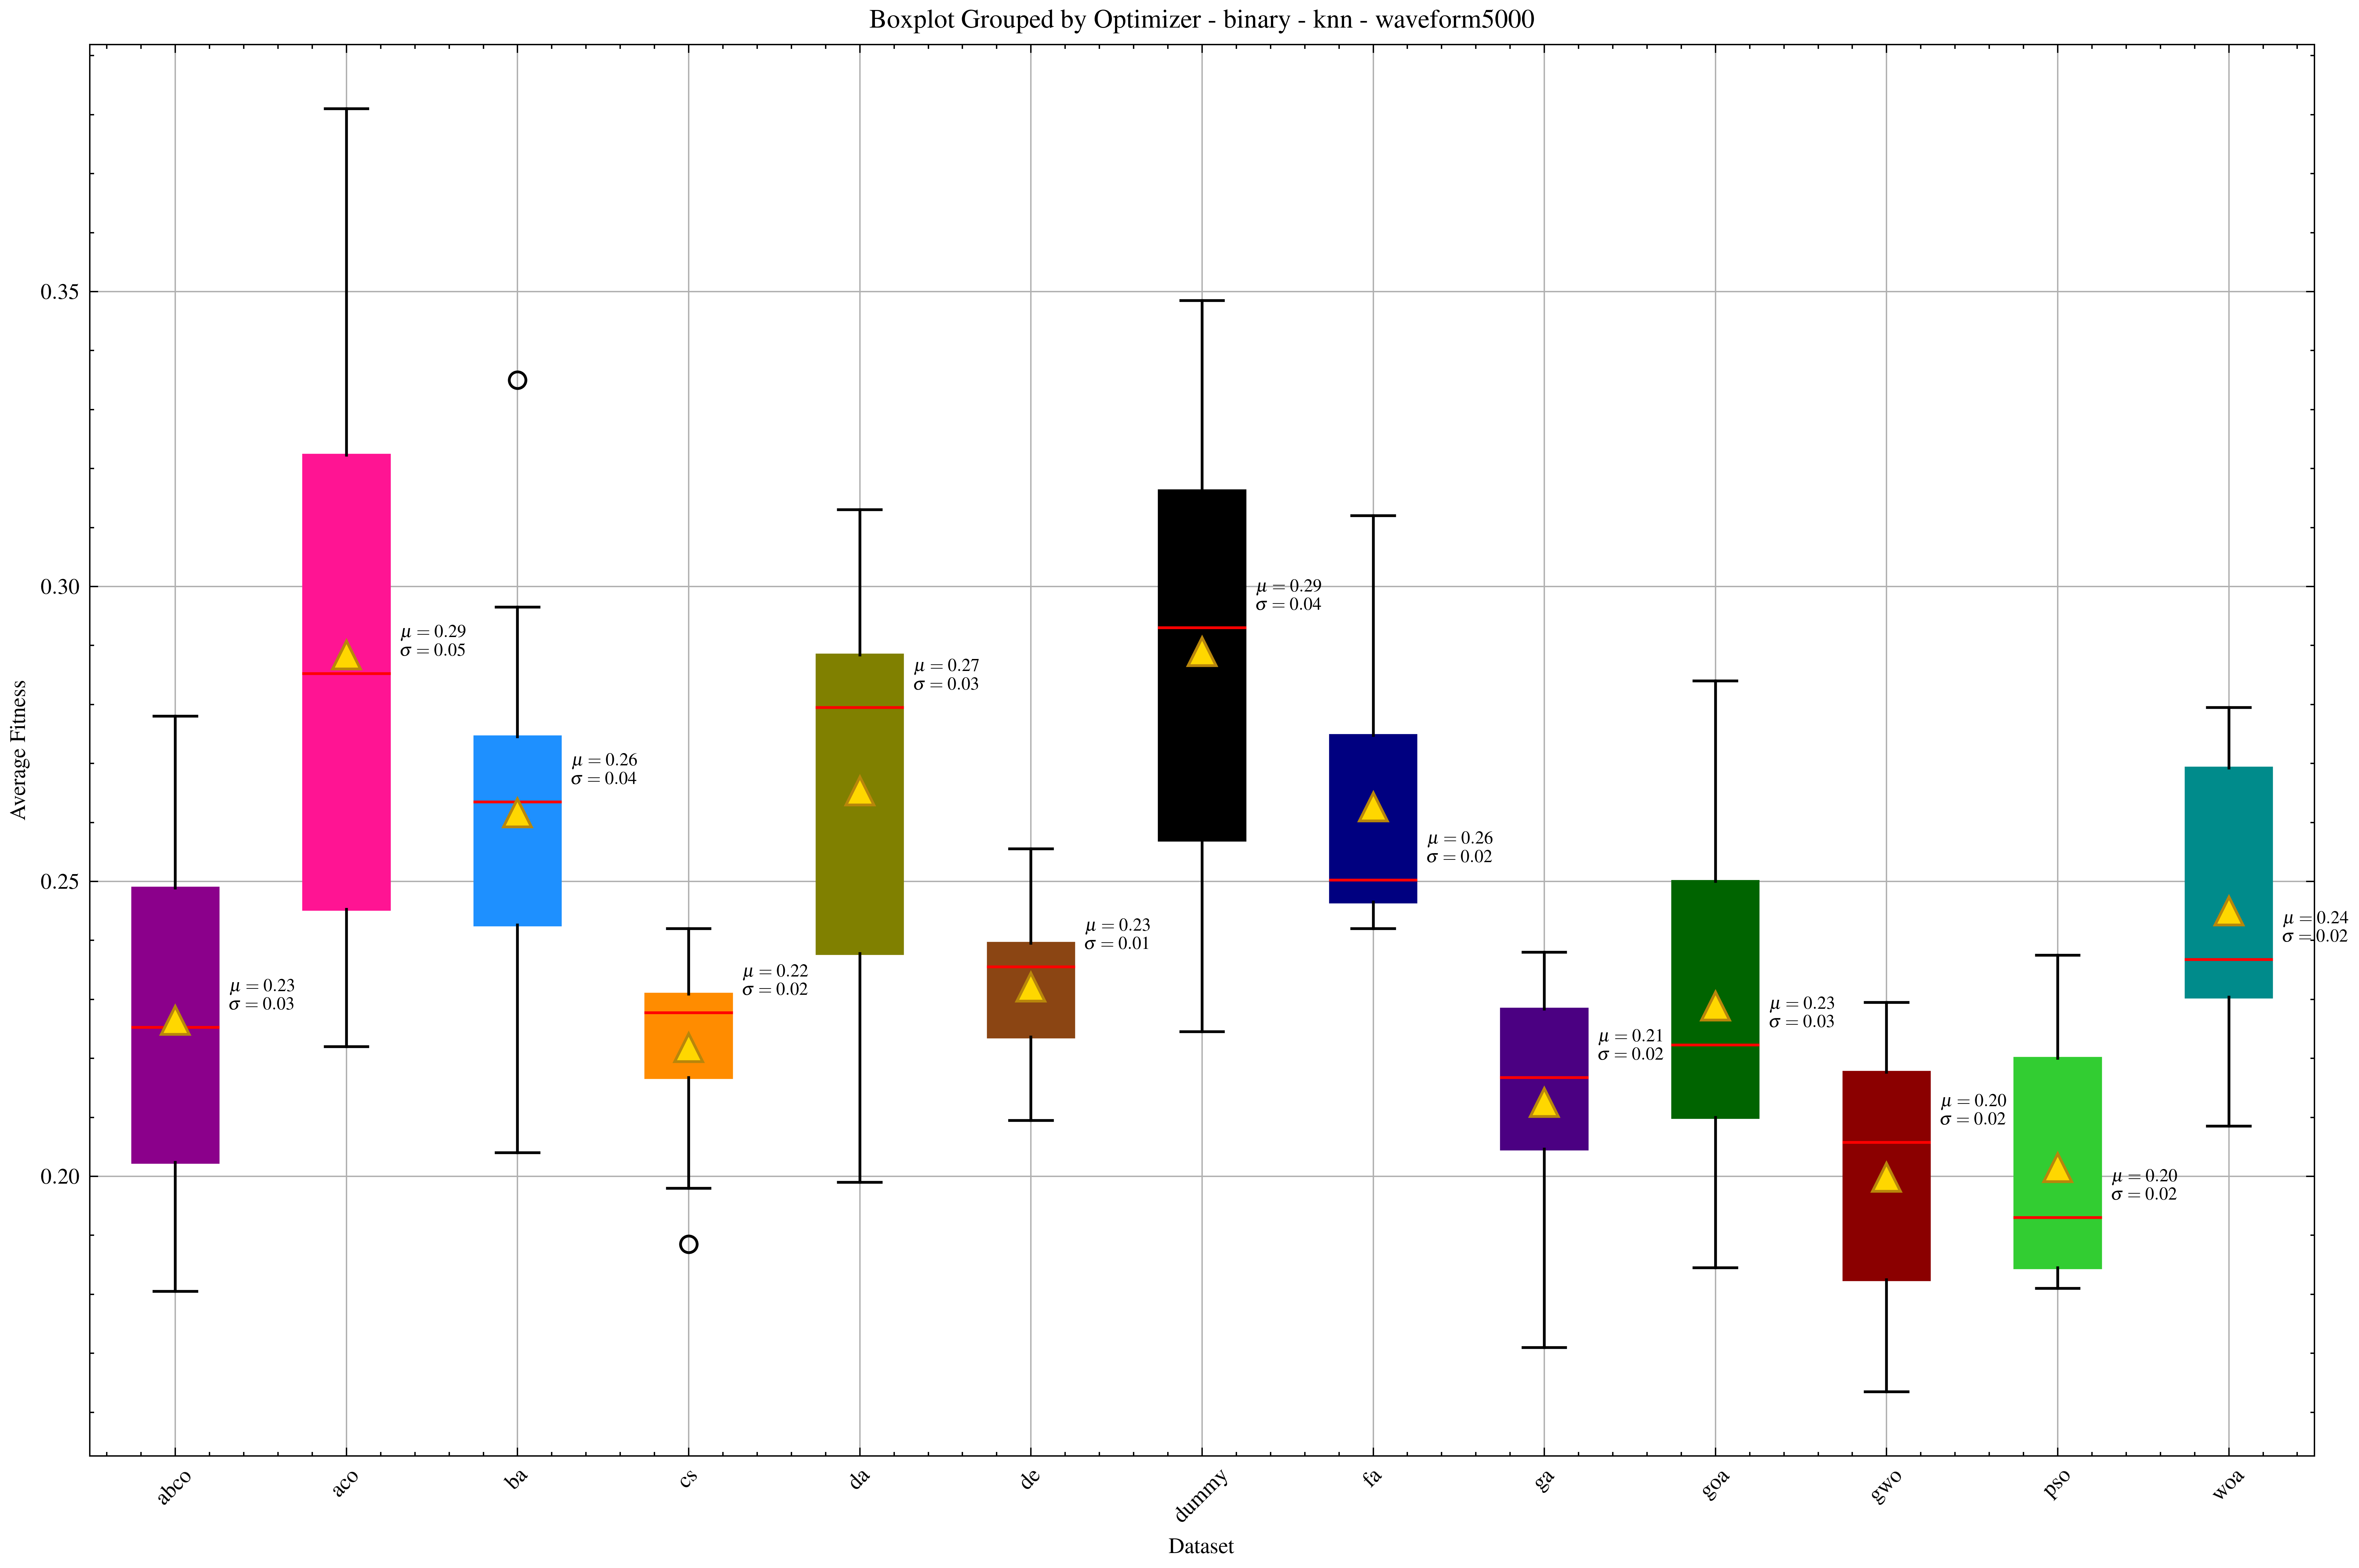 Boxplot Grouped by Optimizer - binary - knn - waveform5000
Average Fitness
0.35
0.30
0.25
0.20
μ = 0.23
σ = 0.03
μ = 0.29
σ = 0.05
μ = 0.26
σ = 0.04
μ = 0.22
σ = 0.02
μ = 0.27
σ = 0.03
μ = 0.23
σ = 0.01
μ = 0.29
σ = 0.04
μ = 0.26
σ = 0.02
μ = 0.21
σ = 0.02
μ = 0.23
σ = 0.03
μ = 0.20
σ = 0.02
μ = 0.20
σ = 0.02
μ = 0.24
σ = 0.02
abco
aco
ba
cs
da
de
dummy
fa
ga
goa
gwo
pso
woa
Dataset